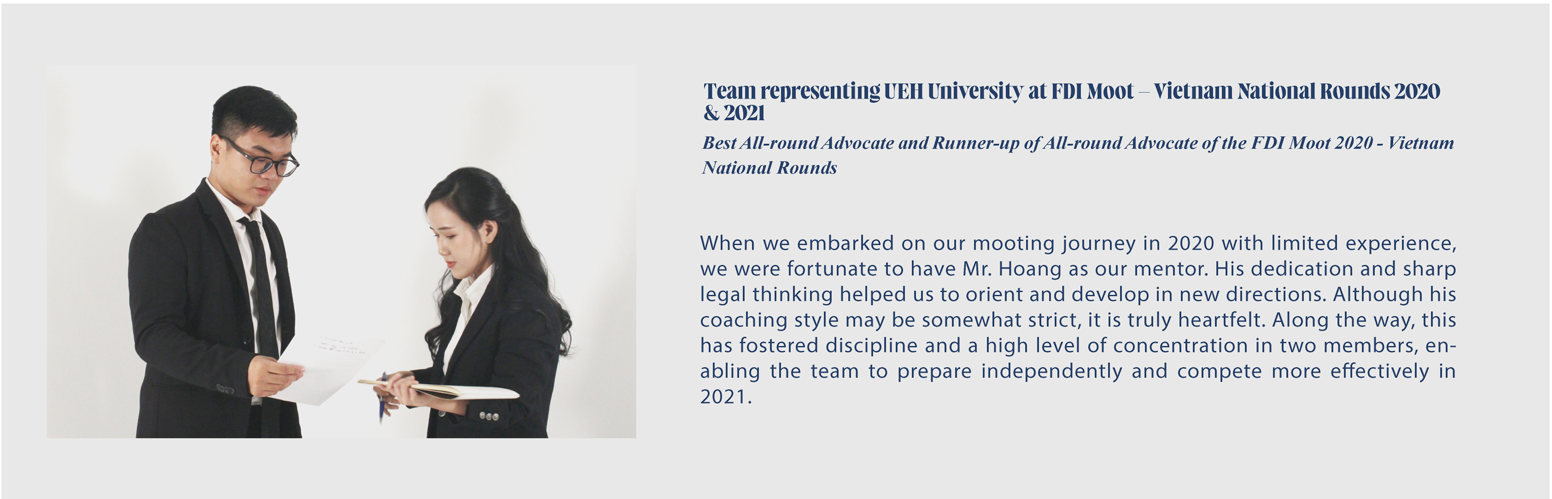 Team representing UEH University at FDI Moot – Vietnam National Rounds 2020
& 2021
Best All-round Advocate and Runner-up of All-round Advocate of the FDI Moot 2020 - Vietnam
National Rounds
When we embarked on our mooting journey in 2020 with limited experience,
we were fortunate to have Mr. Hoang as our mentor. His dedication and sharp
legal thinking helped us to orient and develop in new directions. Although his
coaching style may be somewhat strict, it is truly heartfelt. Along the way, this
has fostered discipline and a high level of concentration in two members, en-
abling the team to prepare independently and compete more effectively in
2021.